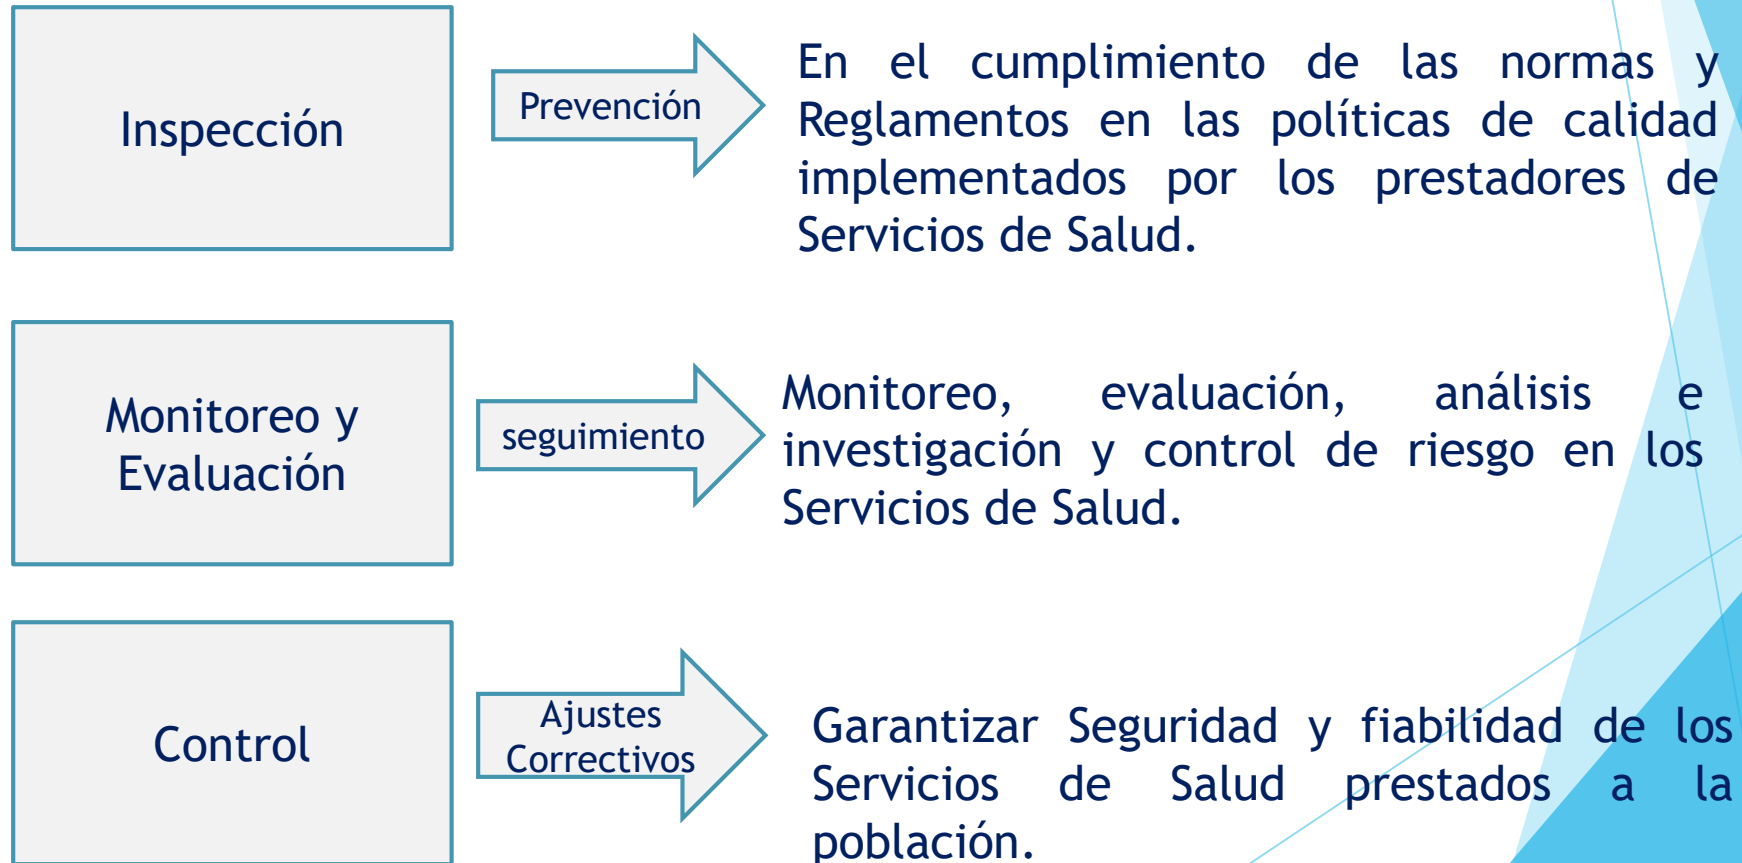 Inspección
Prevención
En el cumplimiento de las normas y
Reglamentos en las políticas de calidad
implementados por los prestadores de
Servicios de Salud.
Monitoreo y
Evaluación
seguimiento
Monitoreo, evaluación, análisis e
investigación y control de riesgo en los
Servicios de Salud.
Control
Ajustes
Correctivos
Garantizar Seguridad y fiabilidad de los
Servicios de Salud prestados a la
población.